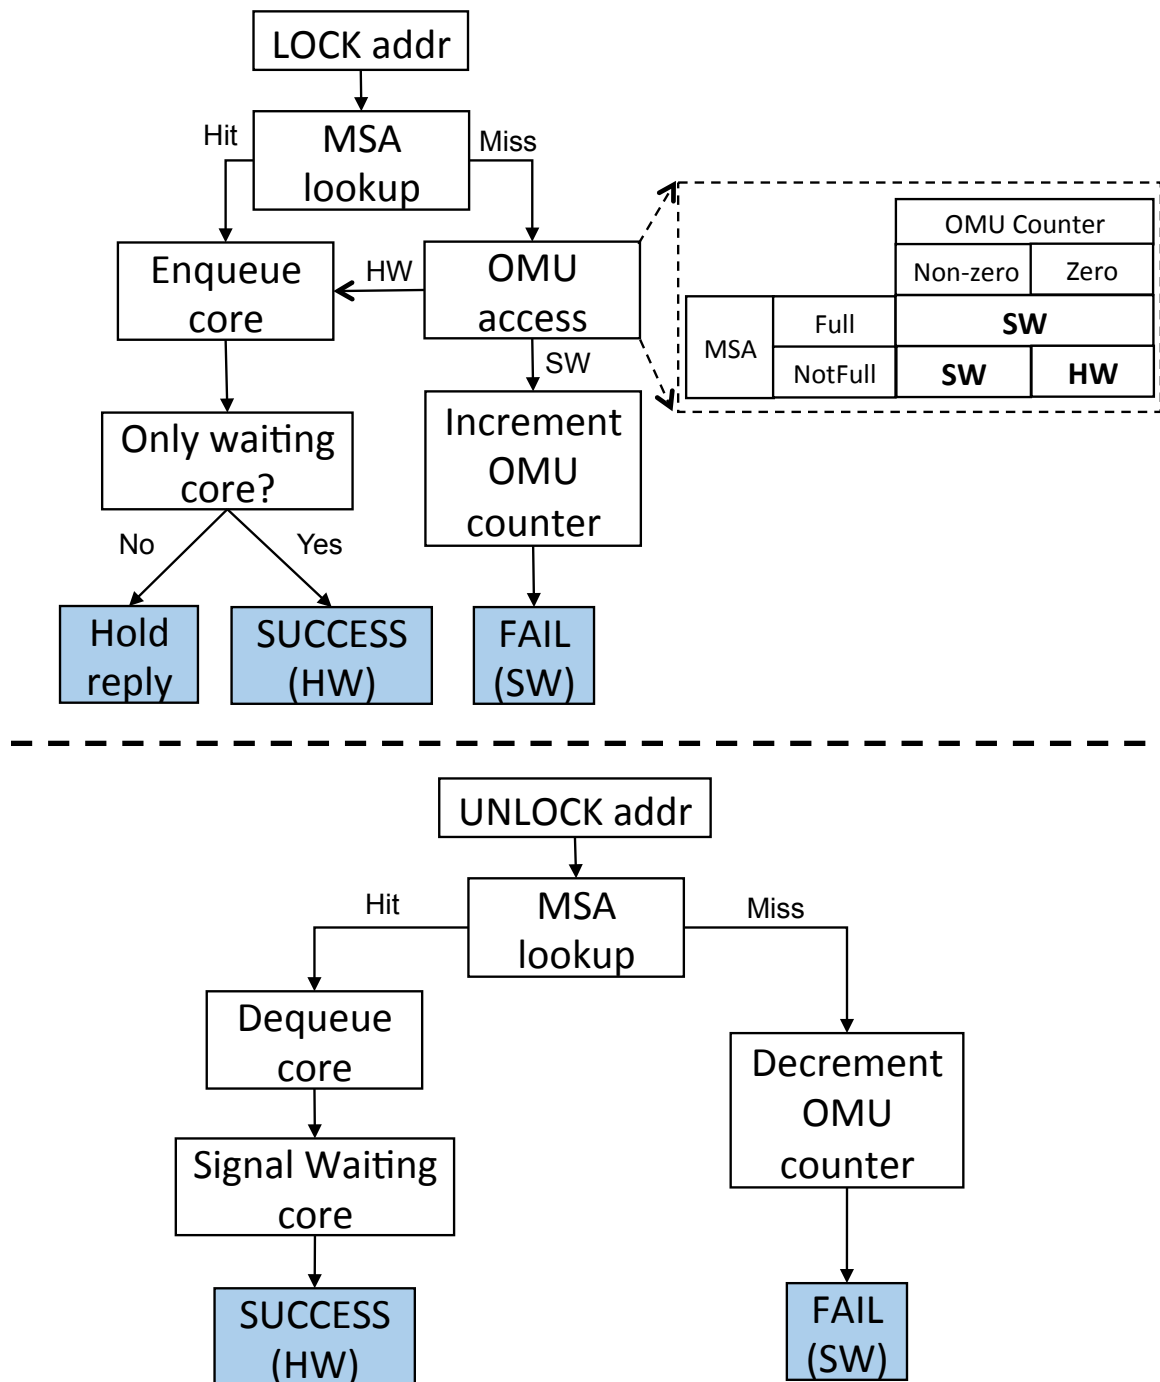 LOCK addr
Hit
MSA
lookup
Miss
Enqueue
core
HW
OMU
access
SW
OMU Counter
Non-zero
Zero
MSA
Full
SW
NotFull
SW
HW
Only waiting
core?
Increment
OMU
counter
No
Yes
Hold
reply
SUCCESS
(HW)
FAIL
(SW)
UNLOCK addr
Hit
MSA
lookup
Miss
Dequeue
core
Decrement
OMU
counter
Signal Waiting
core
SUCCESS
(HW)
FAIL
(SW)